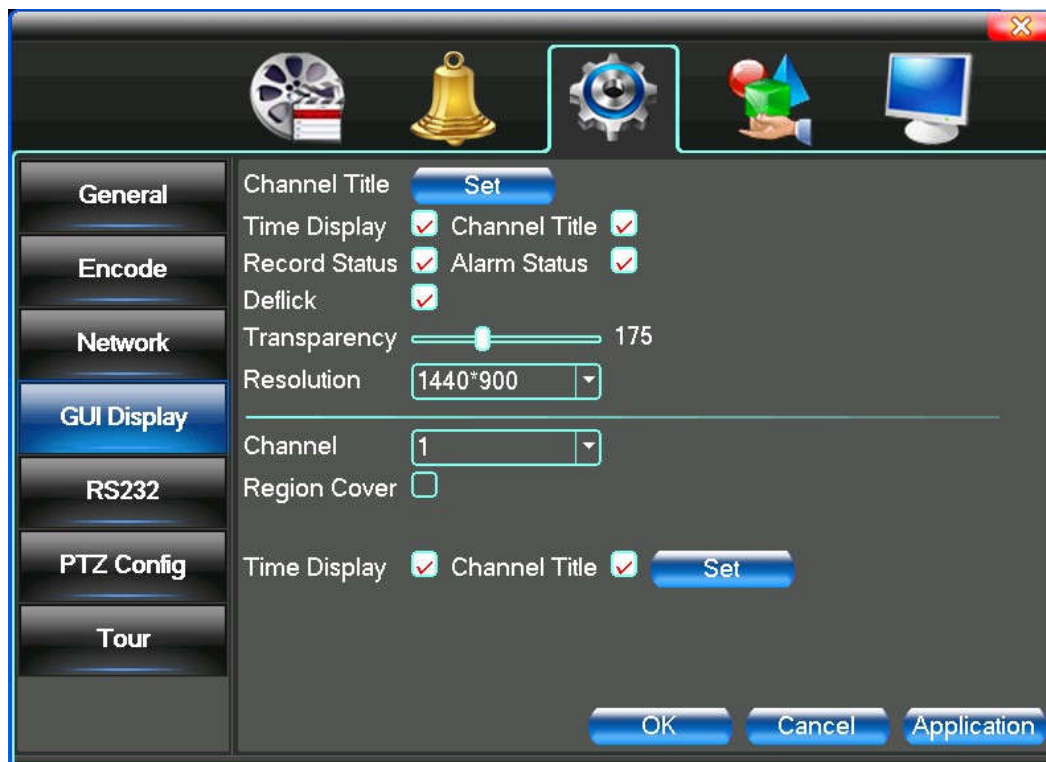 General
Encode
Network
GUI Display
RS232
PTZ Config
Tour
Channel Title Set
Time Display Channel Title
Record Status Alarm Status
Deflick
Transparency 175
Resolution 1440*900
Channel 1
Region Cover
Time Display Channel Title Set
OK Cancel Application